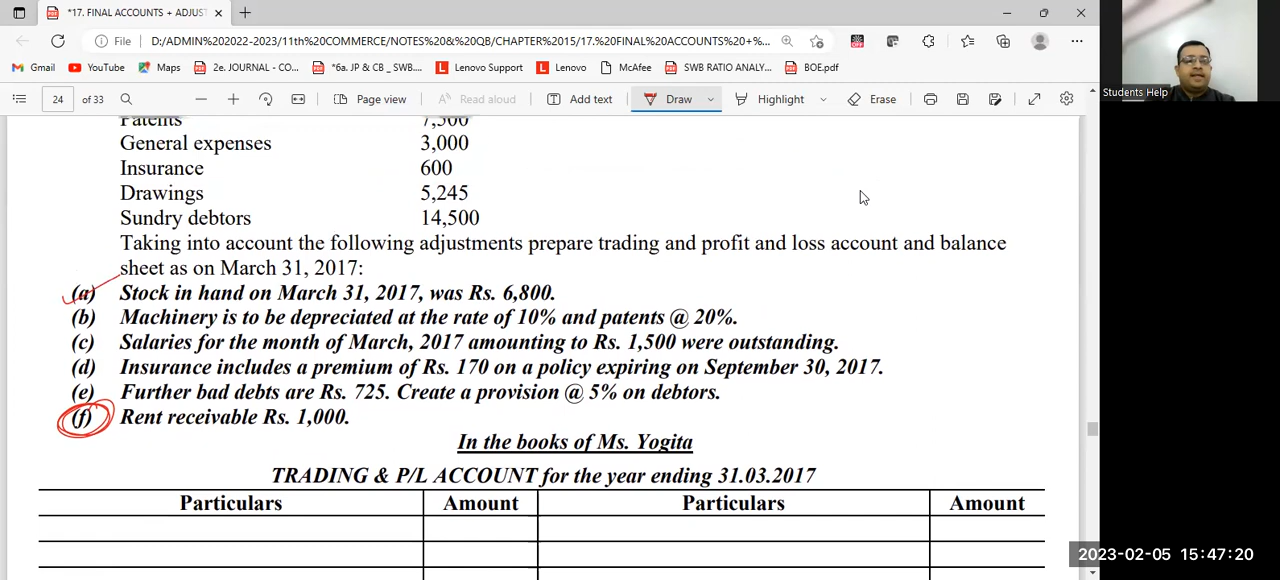 *17. FINAL ACCOUNTS + ADJUS
File D:/ADMIN%202022-2023/11th%20COMMERCE/NOTES%20&%20QB/CHAPTER%2015/17.%20FINAL%20ACCOUNTS%20+%...
Gmail YouTube Maps 2e. JOURNAL - CO... *6a. JP & CB _ SWB.... Lenovo Support Lenovo McAfee SWB RATIO ANALY... BOE.pdf
24 of 33 Page view Read aloud Add text Draw Highlight Erase
Students Help
Patents 7,500
General expenses 3,000
Insurance 600
Drawings 5,245
Sundry debtors 14,500
Taking into account the following adjustments prepare trading and profit and loss account and balance
sheet as on March 31, 2017:
(a) Stock in hand on March 31, 2017, was Rs. 6,800.
(b) Machinery is to be depreciated at the rate of 10% and patents @ 20%.
(c) Salaries for the month of March, 2017 amounting to Rs. 1,500 were outstanding.
(d) Insurance includes a premium of Rs. 170 on a policy expiring on September 30, 2017.
(e) Further bad debts are Rs. 725. Create a provision @ 5% on debtors.
(f) Rent receivable Rs. 1,000.
In the books of Ms. Yogita
TRADING & P/L ACCOUNT for the year ending 31.03.2017
Particulars Amount Particulars Amount
2023-02-05 15:47:20